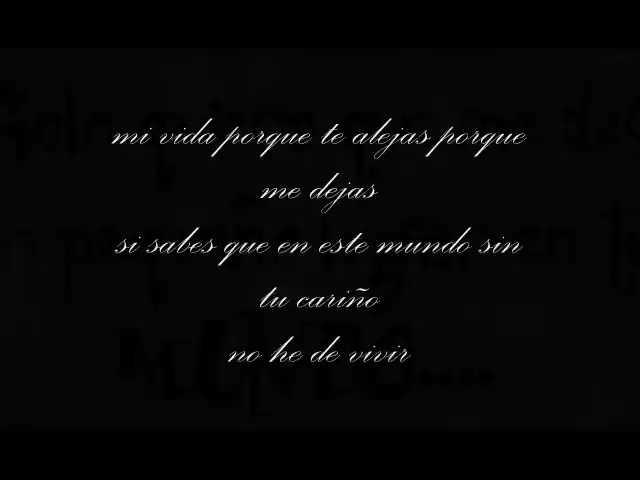 mi vida porque te alejas porque
me dejas
si sabes que en este mundo sin
tu cariño
no he de vivir
MUNDO....